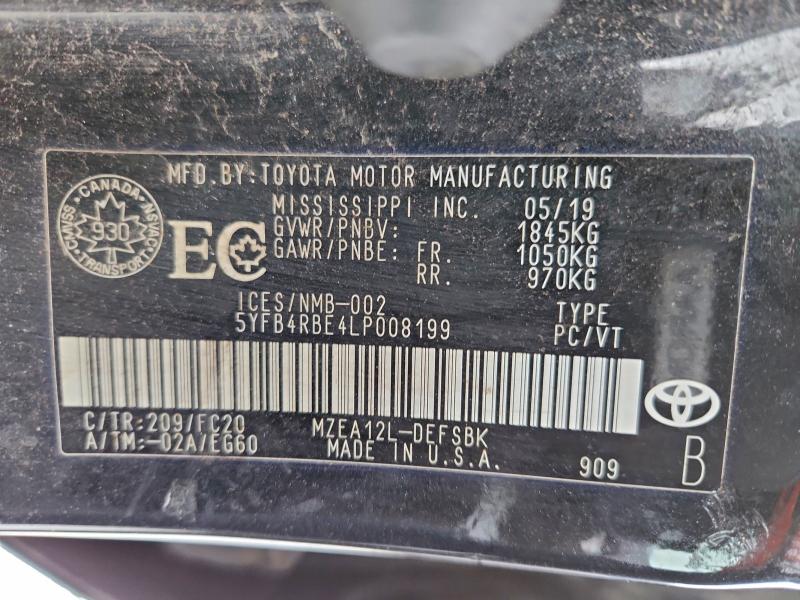 MFD.BY:TOYOTA MOTOR MANUFACTURING
MISSISSIPPI INC. 05/19
GVWR/PNBV: 1845KG
GAWR/PNBE: FR. 1050KG
RR. 970KG
CANADA
930
TRANSPORT
CMVSS
NSVAC
EC
ICES/NMB-002 TYPE
5YFB4RBE4LP008199 PC/VT
C/TR:209/FC20 MZEA12L-DEFSBK
A/TM:-02A/EG60 MADE IN U.S.A.
909 B